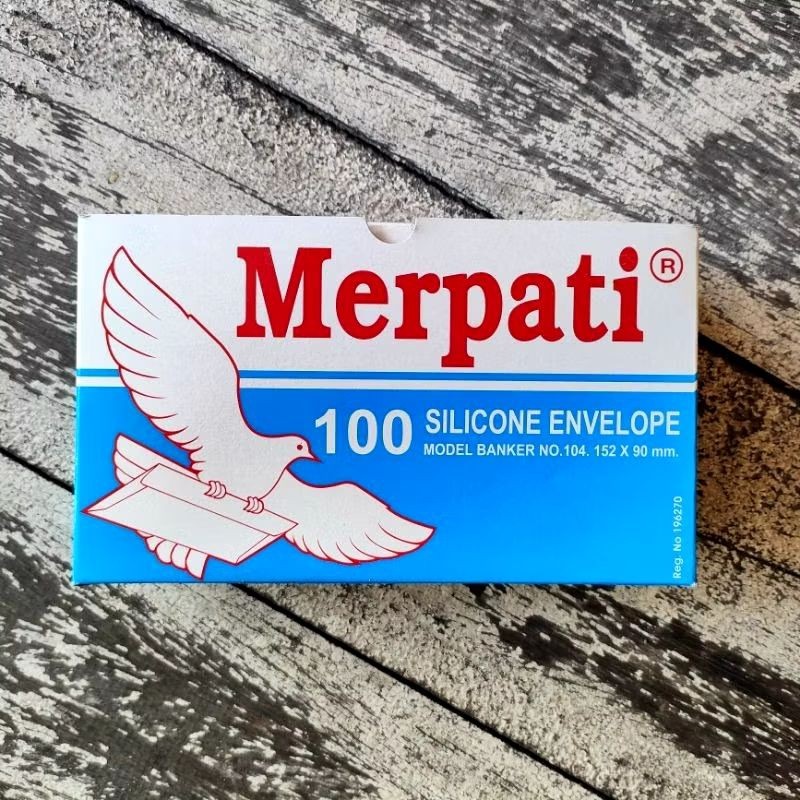 Merpati ®
100 SILICONE ENVELOPE
MODEL BANKER NO.104. 152 X 90 mm.
Reg. No 196270